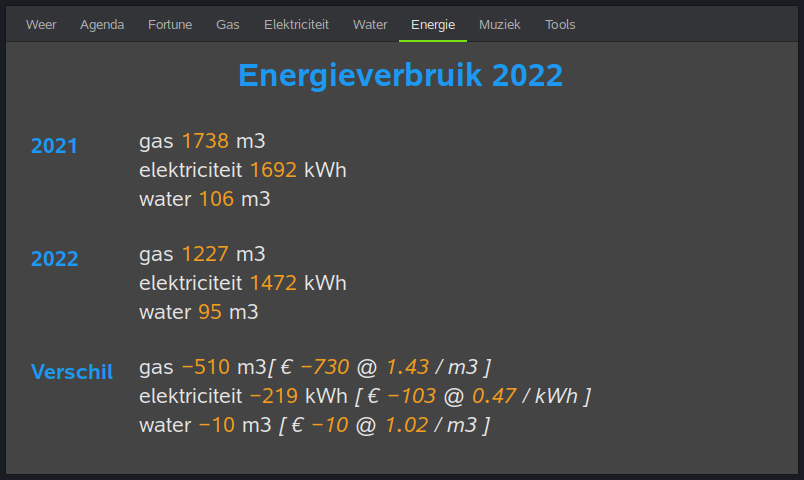 Weer Agenda Fortune Gas Elektriciteit Water Energie Muziek Tools
Energieverbruik 2022
2021
gas 1738 m3
elektriciteit 1692 kWh
water 106 m3
2022
gas 1227 m3
elektriciteit 1472 kWh
water 95 m3
Verschil
gas −510 m3[ € −730 @ 1.43 / m3 ]
elektriciteit −219 kWh [ € −103 @ 0.47 / kWh ]
water −10 m3 [ € −10 @ 1.02 / m3 ]